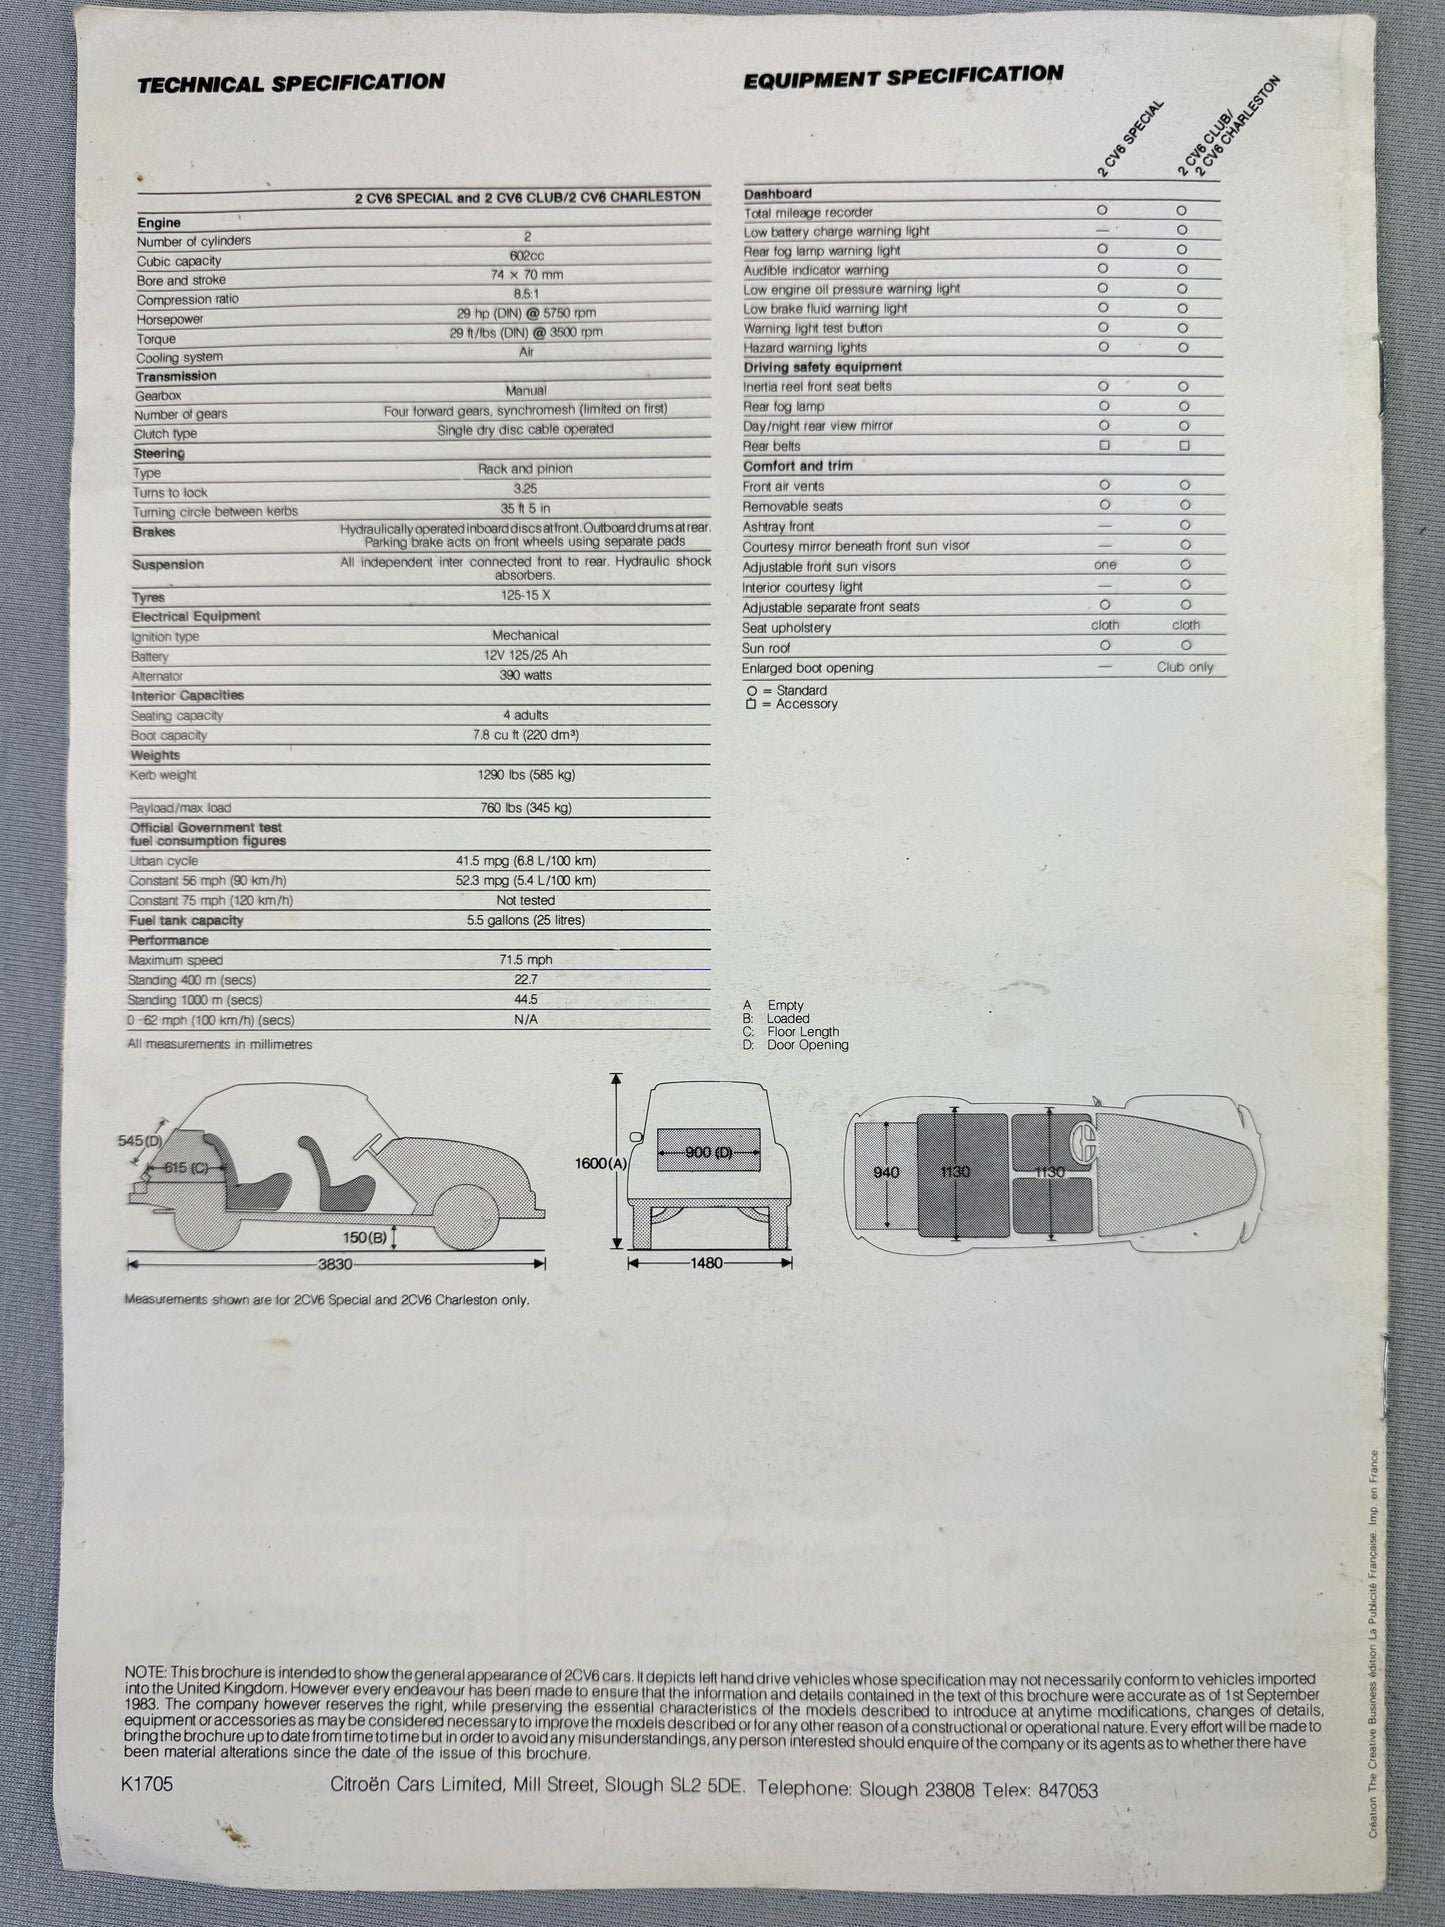 TECHNICAL SPECIFICATION
2 CV6 SPECIAL and 2 CV6 CLUB/2 CV6 CHARLESTON
Engine
Number of cylinders 2
Cubic capacity 602cc
Bore and stroke 74 × 70 mm
Compression ratio 8.5:1
Horsepower 29 hp (DIN) @ 5750 rpm
Torque 29 ft/lbs (DIN) @ 3500 rpm
Cooling system Air
Transmission
Gearbox Manual
Number of gears Four forward gears, synchromesh (limited on first)
Clutch type Single dry disc cable operated
Steering
Type Rack and pinion
Turns to lock 3.25
Turning circle between kerbs 35 ft 5 in
Brakes Hydraulically operated inboard discs at front. Outboard drums at rear.
Parking brake acts on front wheels using separate pads
Suspension All independent inter connected front to rear. Hydraulic shock
absorbers.
Tyres 125-15 X
Electrical Equipment
Ignition type Mechanical
Battery 12V 125/25 Ah
Alternator 390 watts
Interior Capacities
Seating capacity 4 adults
Boot capacity 7.8 cu ft (220 dm³)
Weights
Kerb weight 1290 lbs (585 kg)
Payload/max load 760 lbs (345 kg)
Official Government test
fuel consumption figures
Urban cycle 41.5 mpg (6.8 L/100 km)
Constant 56 mph (90 km/h) 52.3 mpg (5.4 L/100 km)
Constant 75 mph (120 km/h) Not tested
Fuel tank capacity 5.5 gallons (25 litres)
Performance
Maximum speed 71.5 mph
Standing 400 m (secs) 22.7
Standing 1000 m (secs) 44.5
0 - 62 mph (100 km/h) (secs) N/A
All measurements in millimetres
EQUIPMENT SPECIFICATION
2 CV6 SPECIAL
2 CV6 CLUB/
2 CV6 CHARLESTON
Dashboard
Total mileage recorder ○ ○
Low battery charge warning light — ○
Rear fog lamp warning light ○ ○
Audible indicator warning ○ ○
Low engine oil pressure warning light ○ ○
Low brake fluid warning light ○ ○
Warning light test button ○ ○
Hazard warning lights ○ ○
Driving safety equipment
Inertia reel front seat belts ○ ○
Rear fog lamp ○ ○
Day/night rear view mirror ○ ○
Rear belts □ □
Comfort and trim
Front air vents ○ ○
Removable seats ○ ○
Ashtray front — ○
Courtesy mirror beneath front sun visor — ○
Adjustable front sun visors one ○
Interior courtesy light — ○
Adjustable separate front seats ○ ○
Seat upholstery cloth cloth
Sun roof ○ ○
Enlarged boot opening — Club only
○ = Standard
□ = Accessory
A Empty
B: Loaded
C: Floor Length
D: Door Opening
545(D)
615 (C)
150(B)
3830
1600(A)
900 (D)
1480
940
1130
1130
Measurements shown are for 2CV6 Special and 2CV6 Charleston only.
NOTE: This brochure is intended to show the general appearance of 2CV6 cars. It depicts left hand drive vehicles whose specification may not necessarily conform to vehicles imported
into the United Kingdom. However every endeavour has been made to ensure that the information and details contained in the text of this brochure were accurate as of 1st September
1983. The company however reserves the right, while preserving the essential characteristics of the models described to introduce at anytime modifications, changes of details,
equipment or accessories as may be considered necessary to improve the models described or for any other reason of a constructional or operational nature. Every effort will be made to
bring the brochure up to date from time to time but in order to avoid any misunderstandings, any person interested should enquire of the company or its agents as to whether there have
been material alterations since the date of the issue of this brochure.
K1705 Citroën Cars Limited, Mill Street, Slough SL2 5DE. Telephone: Slough 23808 Telex: 847053
Création The Creative Business édition La Publicité Française. Imp. en France.